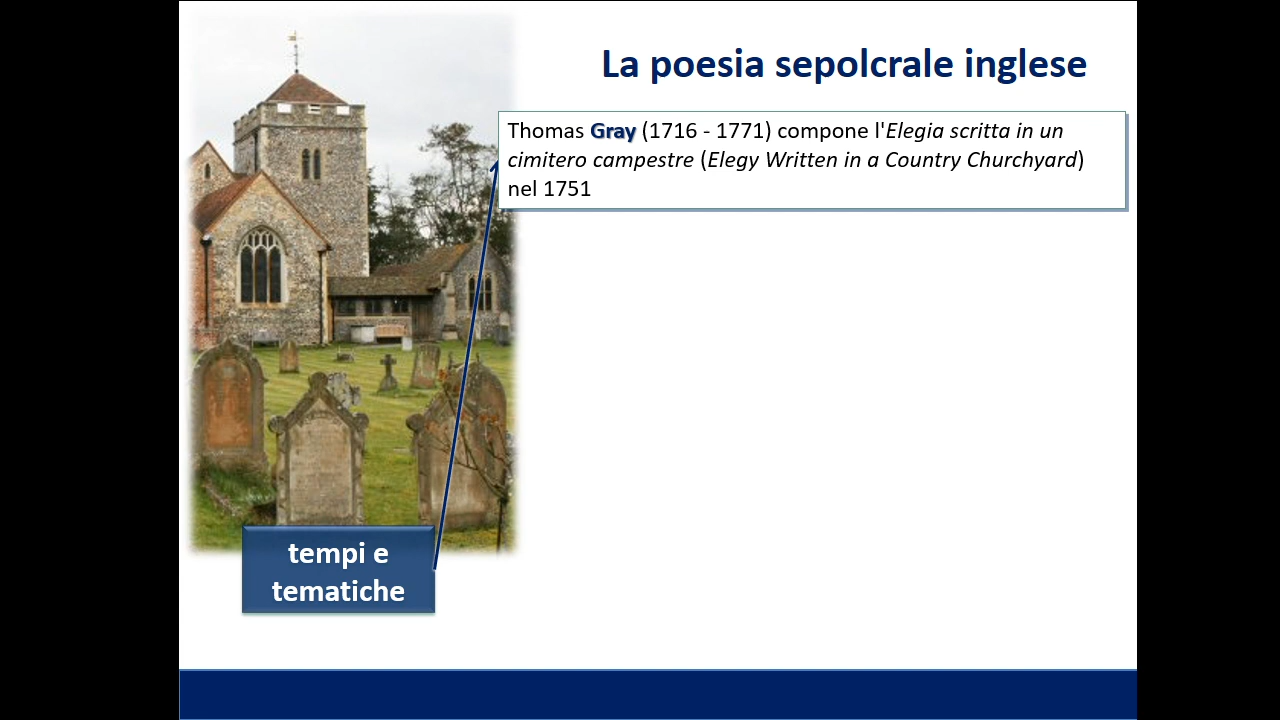 La poesia sepolcrale inglese
Thomas Gray (1716 - 1771) compone l'Elegia scritta in un
cimitero campestre (Elegy Written in a Country Churchyard)
nel 1751
tempi e
tematiche